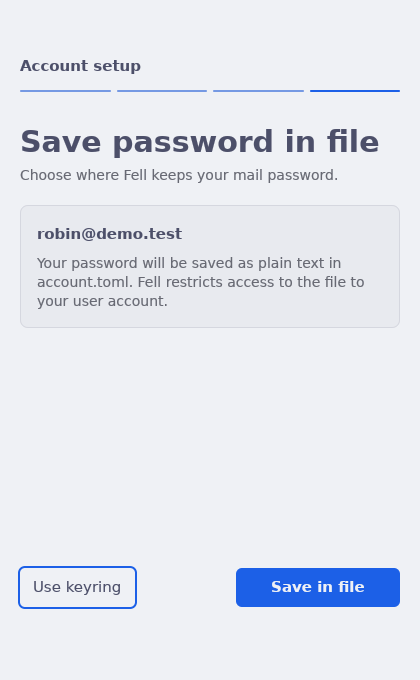 Account setup
Save password in file
Choose where Fell keeps your mail password.
robin@demo.test
Your password will be saved as plain text in
account.toml. Fell restricts access to the file to
your user account.
Use keyring
Save in file